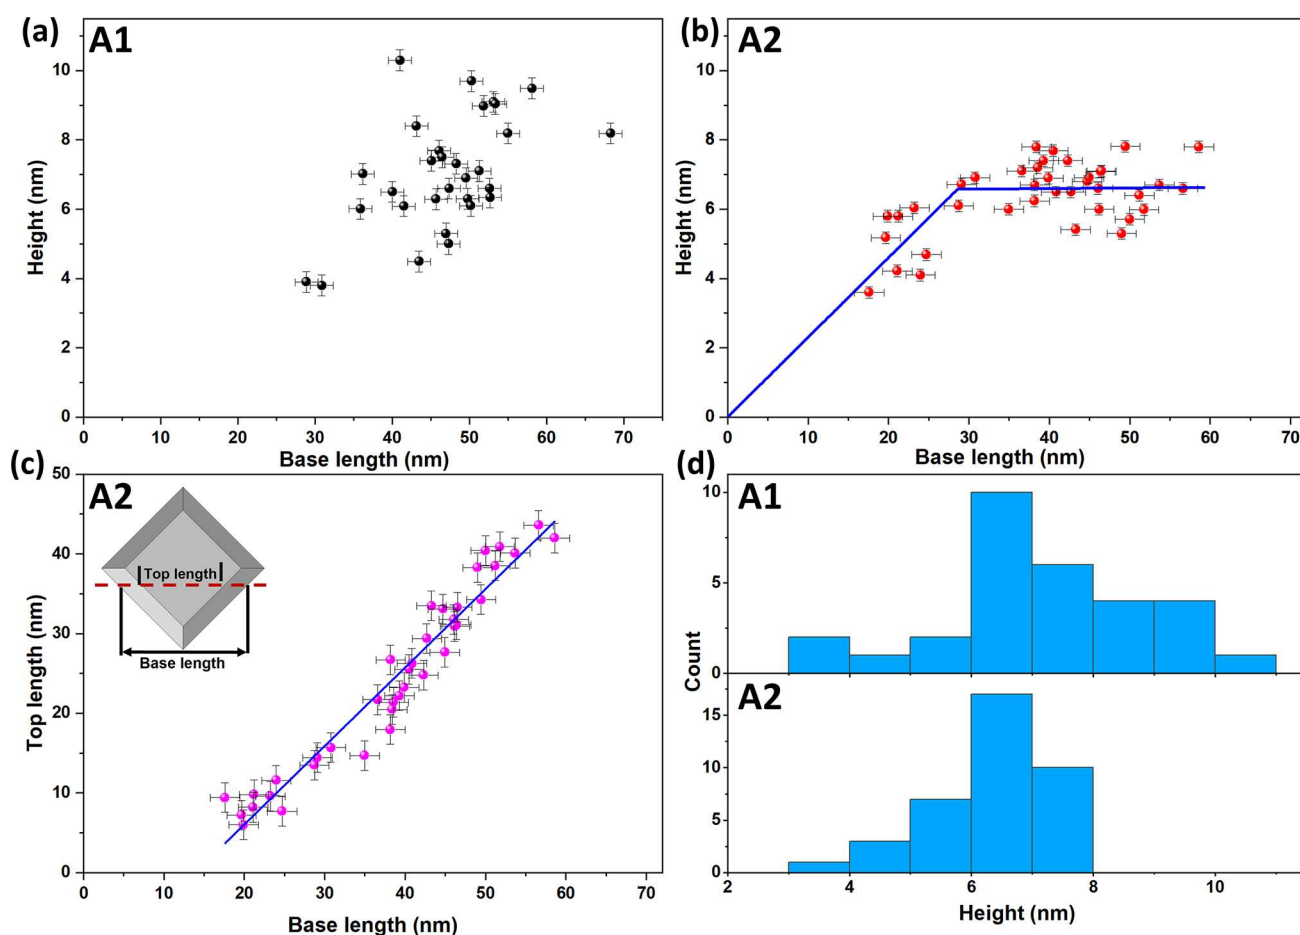 (a)
A1
10
8
6
4
2
0
Height (nm)
0 10 20 30 40 50 60 70
Base length (nm)
(b)
A2
10
8
6
4
2
0
Height (nm)
0 10 20 30 40 50 60 70
Base length (nm)
(c)
A2
50
40
30
20
10
0
Top length (nm)
Top length
Base length
0 10 20 30 40 50 60 70
Base length (nm)
(d)
A1
10
5
0
Count
A2
15
10
5
0
2 4 6 8 10
Height (nm)